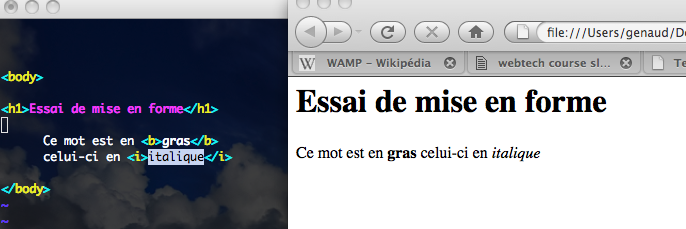 <body>
<h1>Essai de mise en forme</h1>
Ce mot est en <b>gras</b>
celui-ci en <i>italique</i>
</body>
~
~
file:///Users/genaud/De
WAMP – Wikipédia
webtech course sl...
Te
Essai de mise en forme
Ce mot est en gras celui-ci en italique